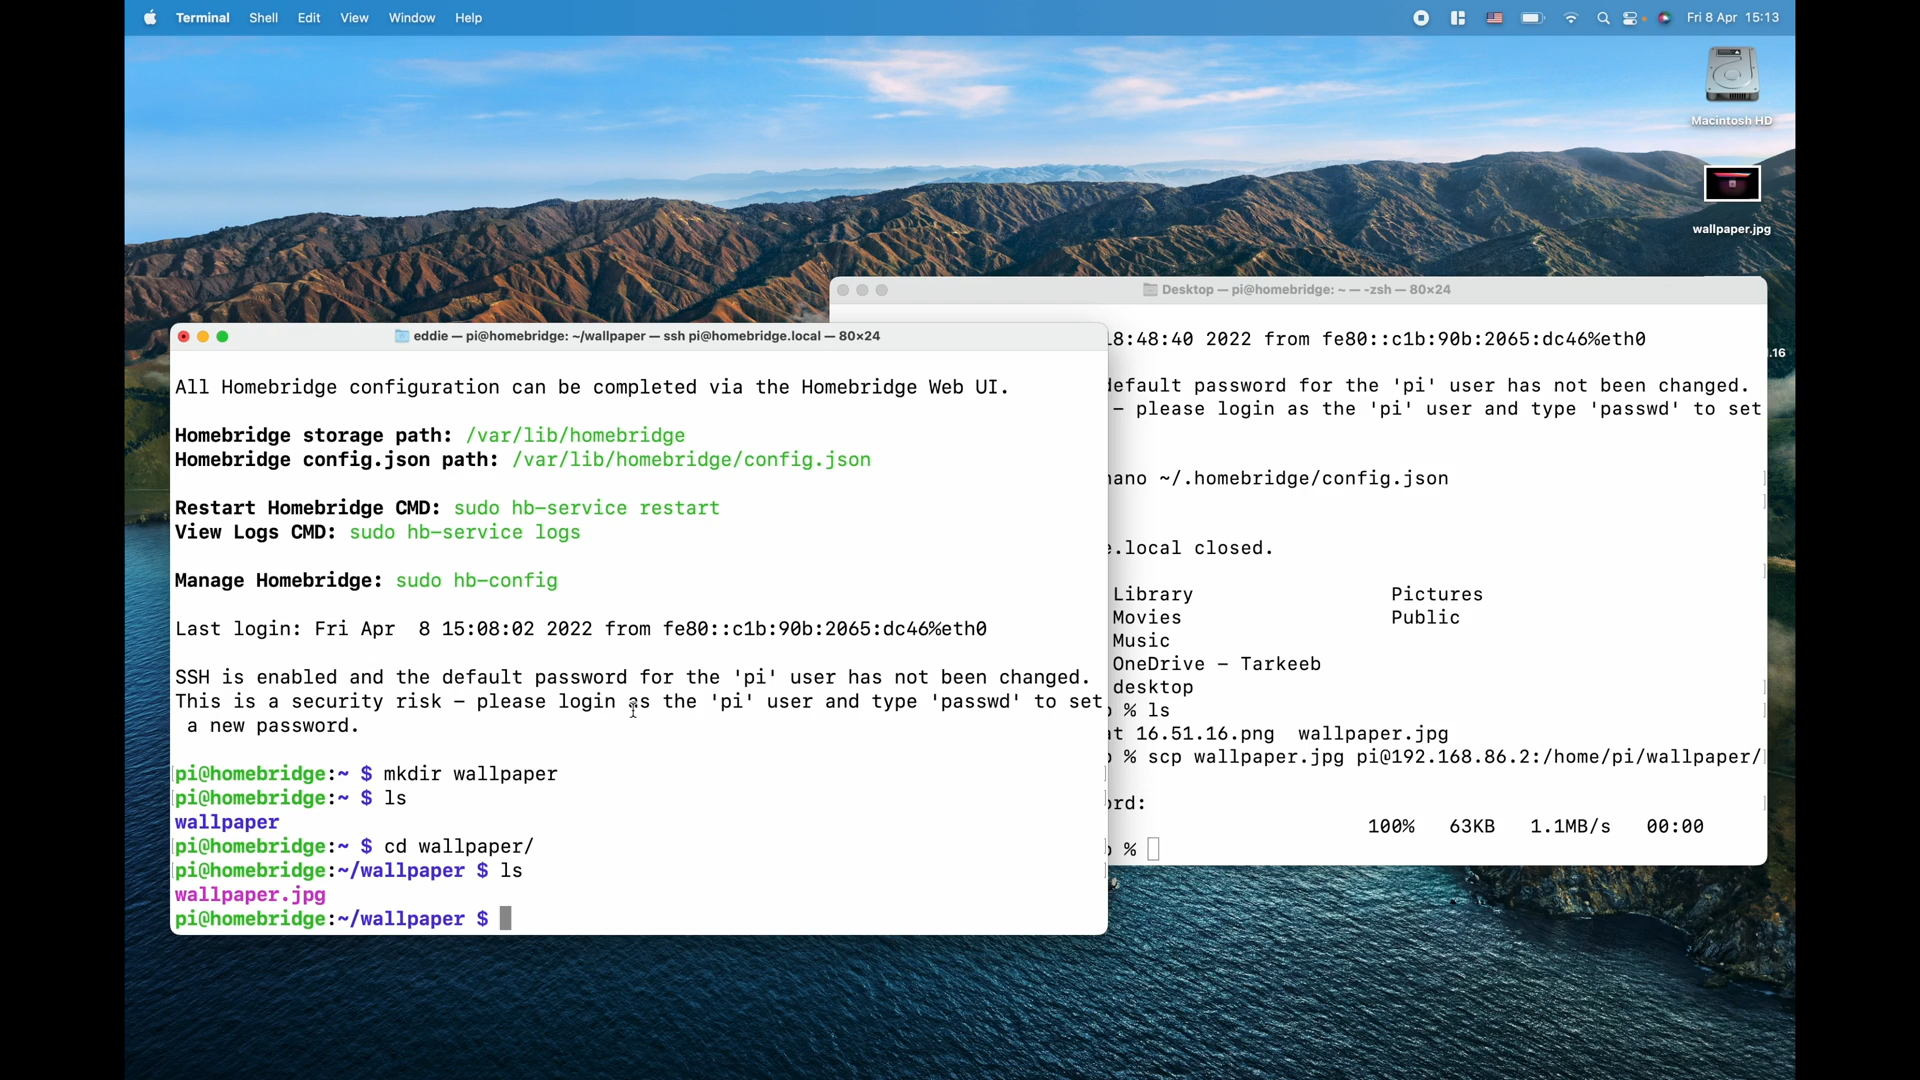 Terminal Shell Edit View Window Help Fri 8 Apr 15:13
Macintosh HD
wallpaper.jpg
Desktop — pi@homebridge: ~ — -zsh — 80×24
eddie — pi@homebridge: ~/wallpaper — ssh pi@homebridge.local — 80×24
All Homebridge configuration can be completed via the Homebridge Web UI.
Homebridge storage path: /var/lib/homebridge
Homebridge config.json path: /var/lib/homebridge/config.json
Restart Homebridge CMD: sudo hb-service restart
View Logs CMD: sudo hb-service logs
Manage Homebridge: sudo hb-config
Last login: Fri Apr  8 15:08:02 2022 from fe80::c1b:90b:2065:dc46%eth0
SSH is enabled and the default password for the 'pi' user has not been changed.
This is a security risk – please login as the 'pi' user and type 'passwd' to set
a new password.
pi@homebridge:~ $ mkdir wallpaper
pi@homebridge:~ $ ls
wallpaper
pi@homebridge:~ $ cd wallpaper/
pi@homebridge:~/wallpaper $ ls
wallpaper.jpg
pi@homebridge:~/wallpaper $
8:48:40 2022 from fe80::c1b:90b:2065:dc46%eth0
default password for the 'pi' user has not been changed.
– please login as the 'pi' user and type 'passwd' to set
nano ~/.homebridge/config.json
e.local closed.
Library Pictures
Movies Public
Music
OneDrive – Tarkeeb
desktop
% ls
at 16.51.16.png wallpaper.jpg
% scp wallpaper.jpg pi@192.168.86.2:/home/pi/wallpaper/
ord:
100% 63KB 1.1MB/s 00:00
%
.16